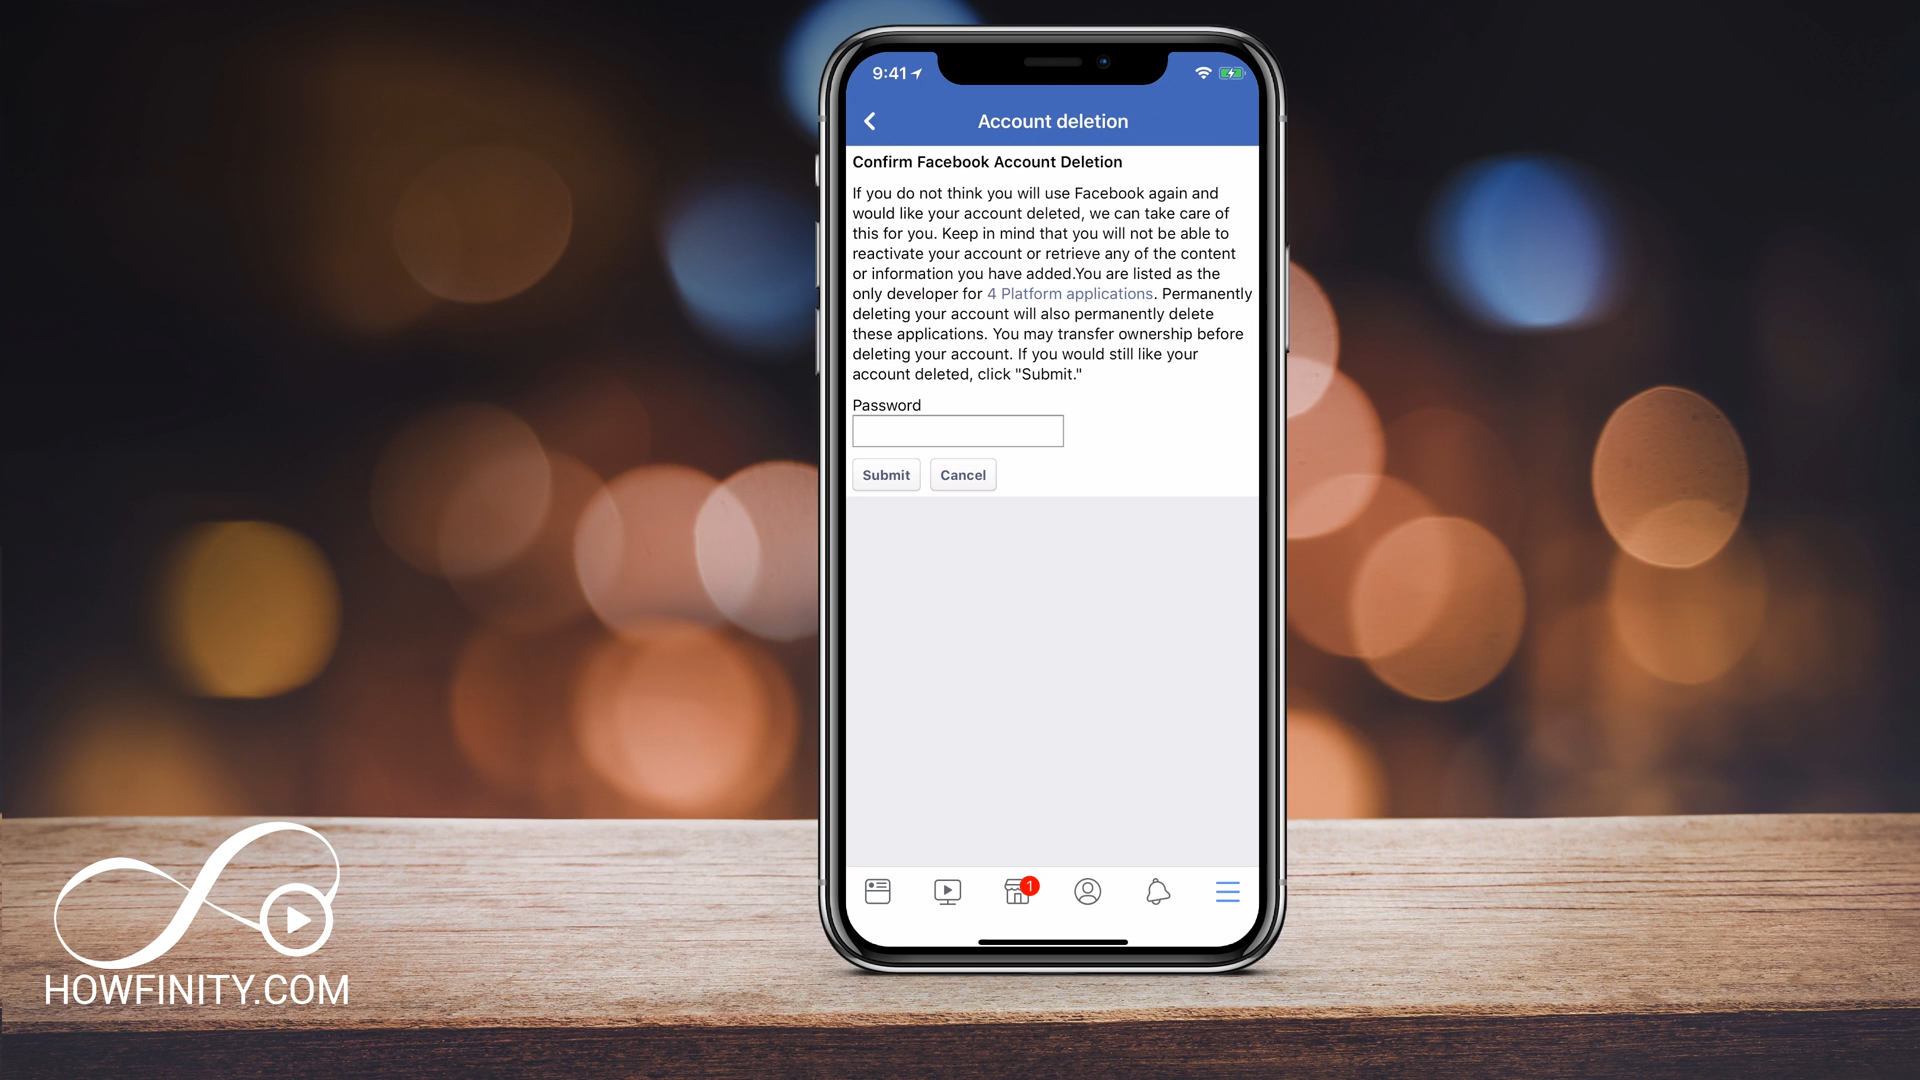 9:41
Account deletion
Confirm Facebook Account Deletion
If you do not think you will use Facebook again and
would like your account deleted, we can take care of
this for you. Keep in mind that you will not be able to
reactivate your account or retrieve any of the content
or information you have added.You are listed as the
only developer for 4 Platform applications. Permanently
deleting your account will also permanently delete
these applications. You may transfer ownership before
deleting your account. If you would still like your
account deleted, click "Submit."
Password
Submit Cancel
1
HOWFINITY.COM